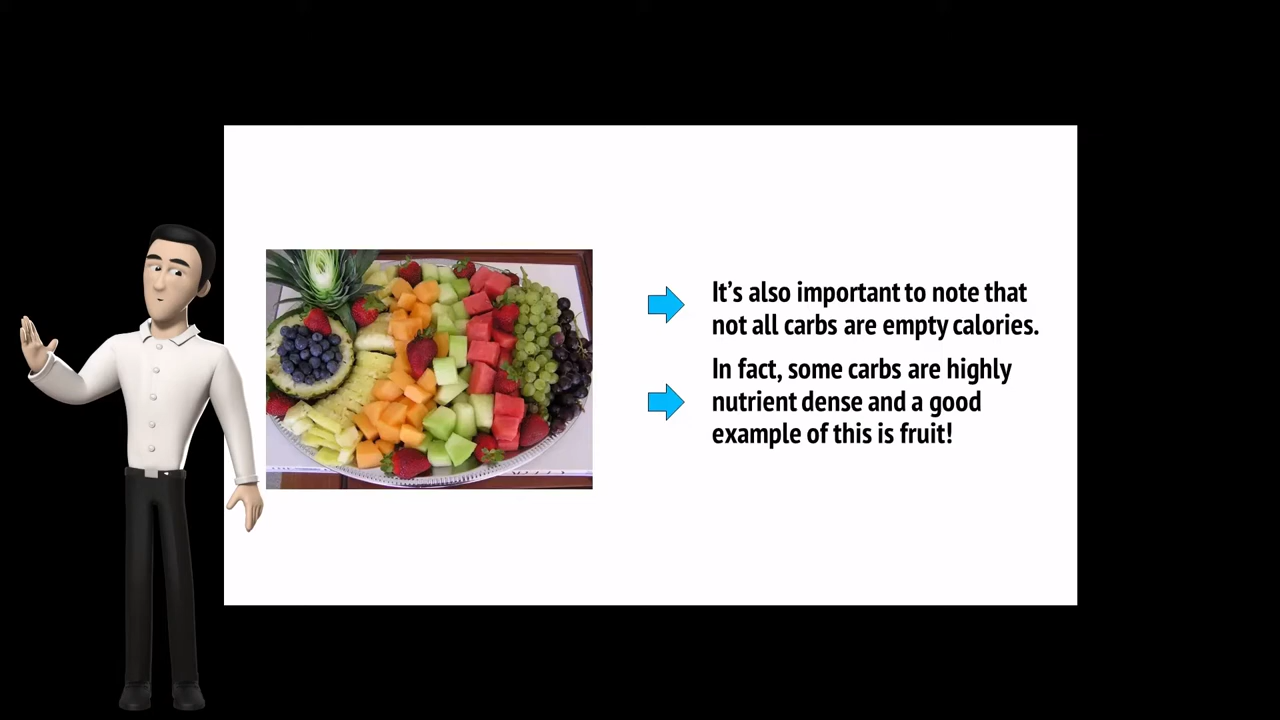 It’s also important to note that
not all carbs are empty calories.
In fact, some carbs are highly
nutrient dense and a good
example of this is fruit!